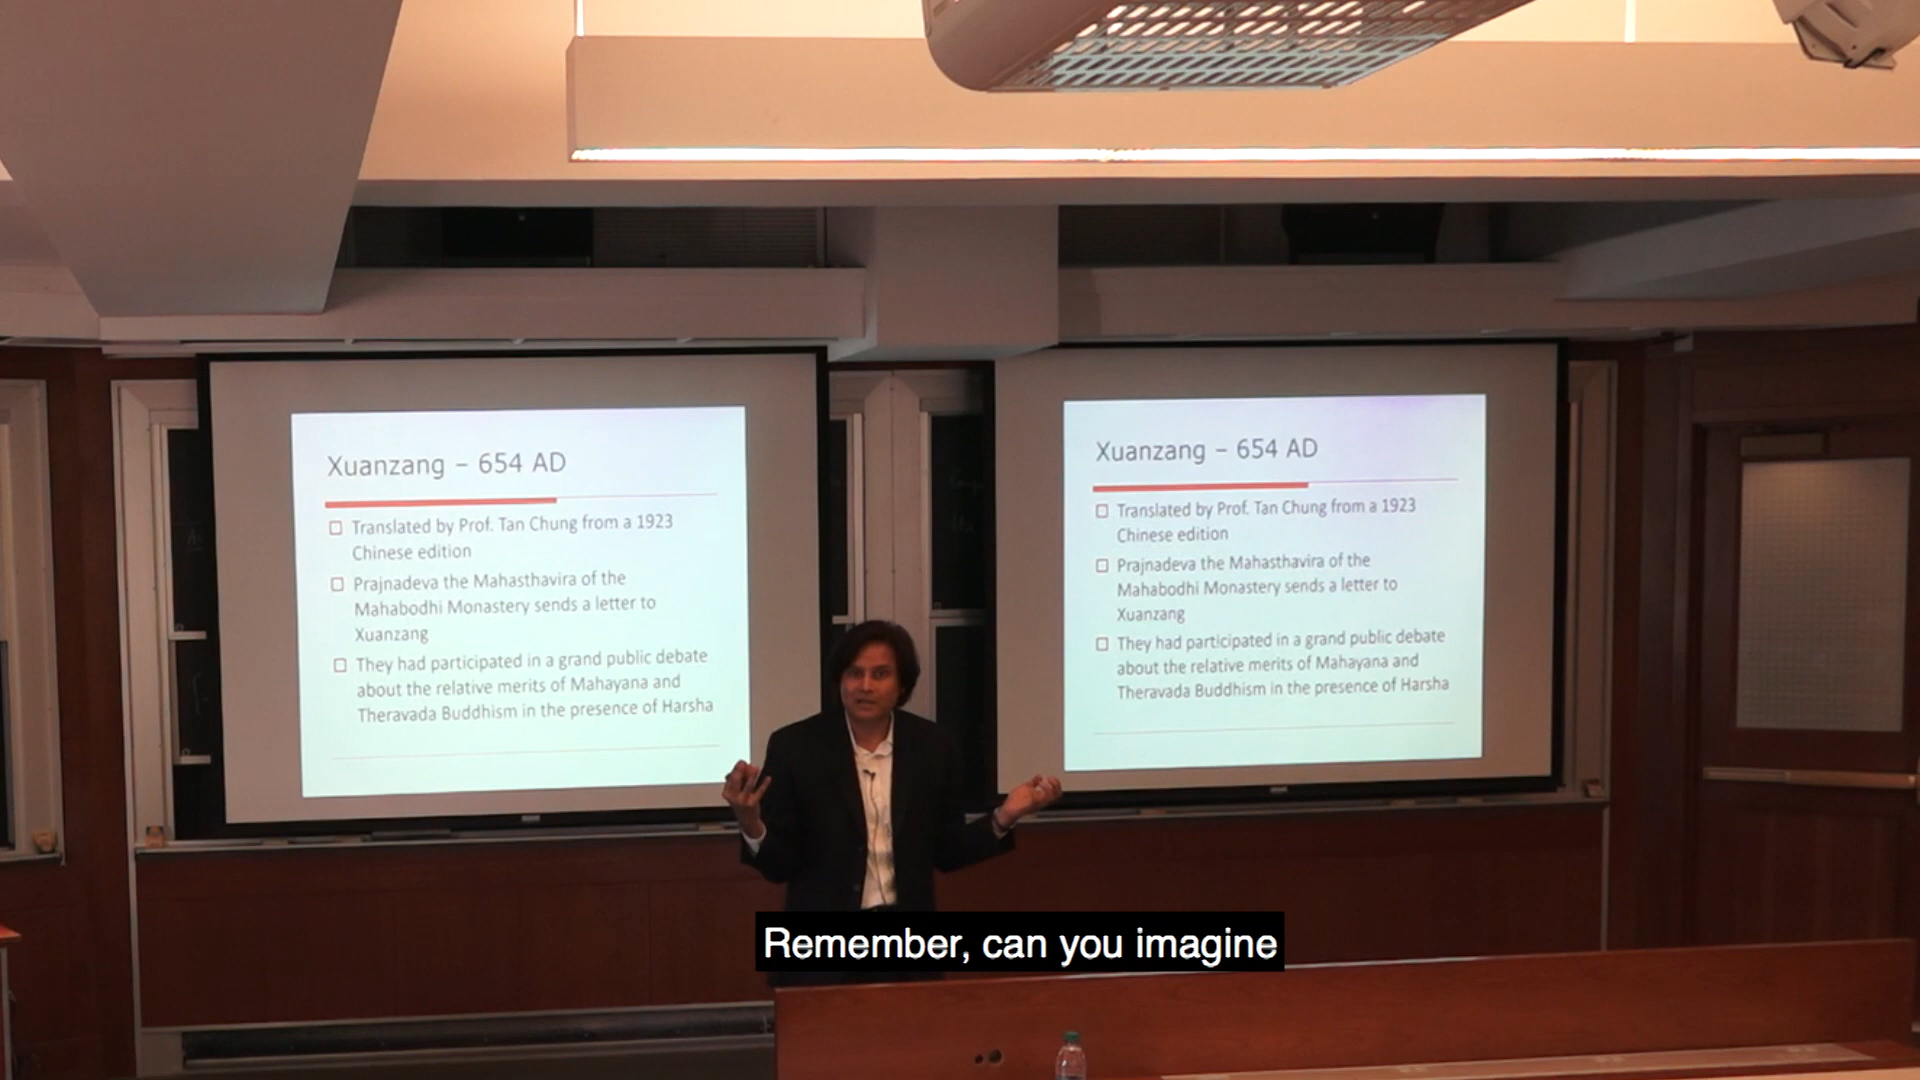 Xuanzang – 654 AD
Translated by Prof. Tan Chung from a 1923
Chinese edition
Prajnadeva the Mahasthavira of the
Mahabodhi Monastery sends a letter to
Xuanzang
They had participated in a grand public debate
about the relative merits of Mahayana and
Theravada Buddhism in the presence of Harsha
Xuanzang – 654 AD
Translated by Prof. Tan Chung from a 1923
Chinese edition
Prajnadeva the Mahasthavira of the
Mahabodhi Monastery sends a letter to
Xuanzang
They had participated in a grand public debate
about the relative merits of Mahayana and
Theravada Buddhism in the presence of Harsha
Remember, can you imagine